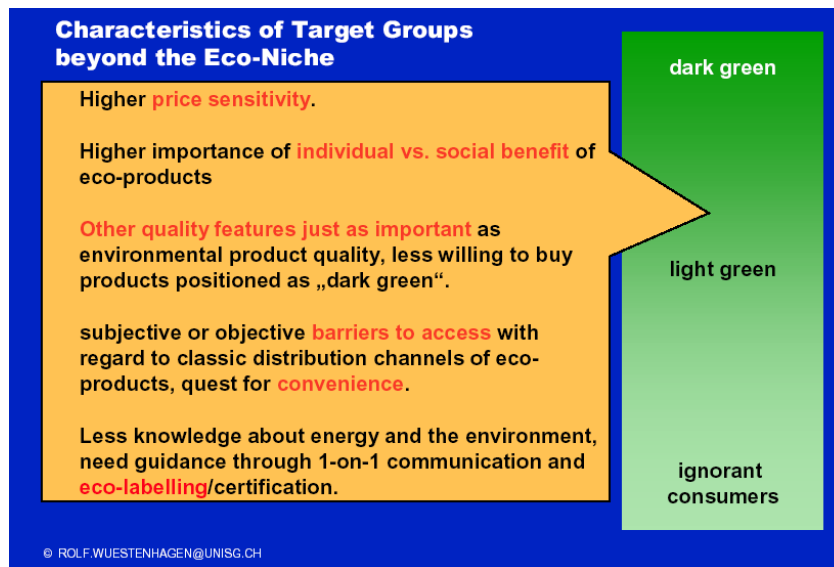 Characteristics of Target Groups
beyond the Eco-Niche
Higher price sensitivity.
Higher importance of individual vs. social benefit of
eco-products
Other quality features just as important as
environmental product quality, less willing to buy
products positioned as „dark green“.
subjective or objective barriers to access with
regard to classic distribution channels of eco-
products, quest for convenience.
Less knowledge about energy and the environment,
need guidance through 1-on-1 communication and
eco-labelling/certification.
dark green
light green
ignorant
consumers
© ROLF.WUESTENHAGEN@UNISG.CH